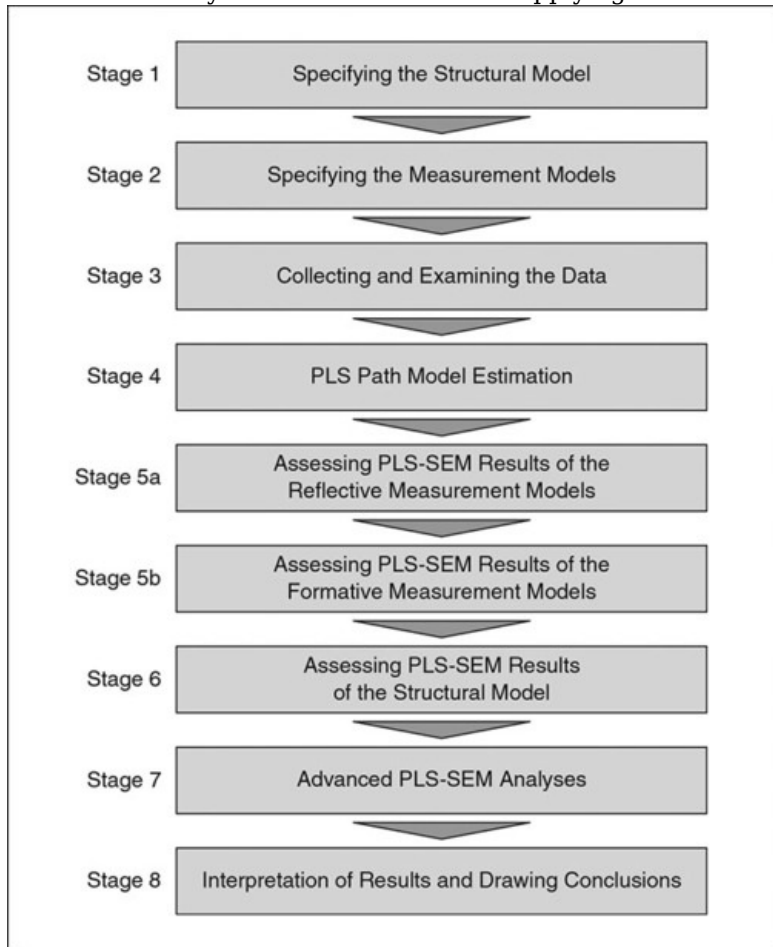 Stage 1
Specifying the Structural Model
Stage 2
Specifying the Measurement Models
Stage 3
Collecting and Examining the Data
Stage 4
PLS Path Model Estimation
Stage 5a
Assessing PLS-SEM Results of the
Reflective Measurement Models
Stage 5b
Assessing PLS-SEM Results of the
Formative Measurement Models
Stage 6
Assessing PLS-SEM Results
of the Structural Model
Stage 7
Advanced PLS-SEM Analyses
Stage 8
Interpretation of Results and Drawing Conclusions